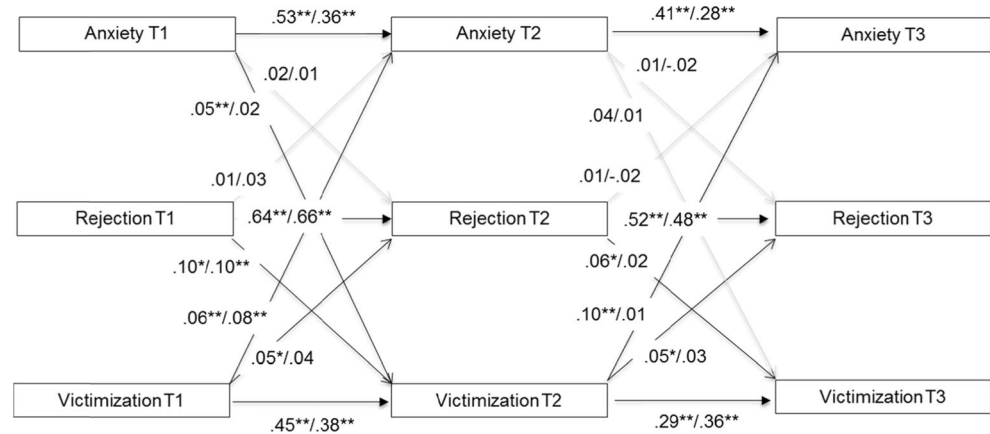 .53**/.36**
.41**/.28**
Anxiety T1
Anxiety T2
Anxiety T3
.02/.01
.01/-.02
.05**/.02
.04/.01
.01/.03
.01/-.02
Rejection T1
.64**/.66**
Rejection T2
.52**/.48**
Rejection T3
.10*/.10**
.06*/.02
.06**/.08**
.10**/.01
.05*/.04
.05*/.03
Victimization T1
Victimization T2
Victimization T3
.45**/.38**
.29**/.36**